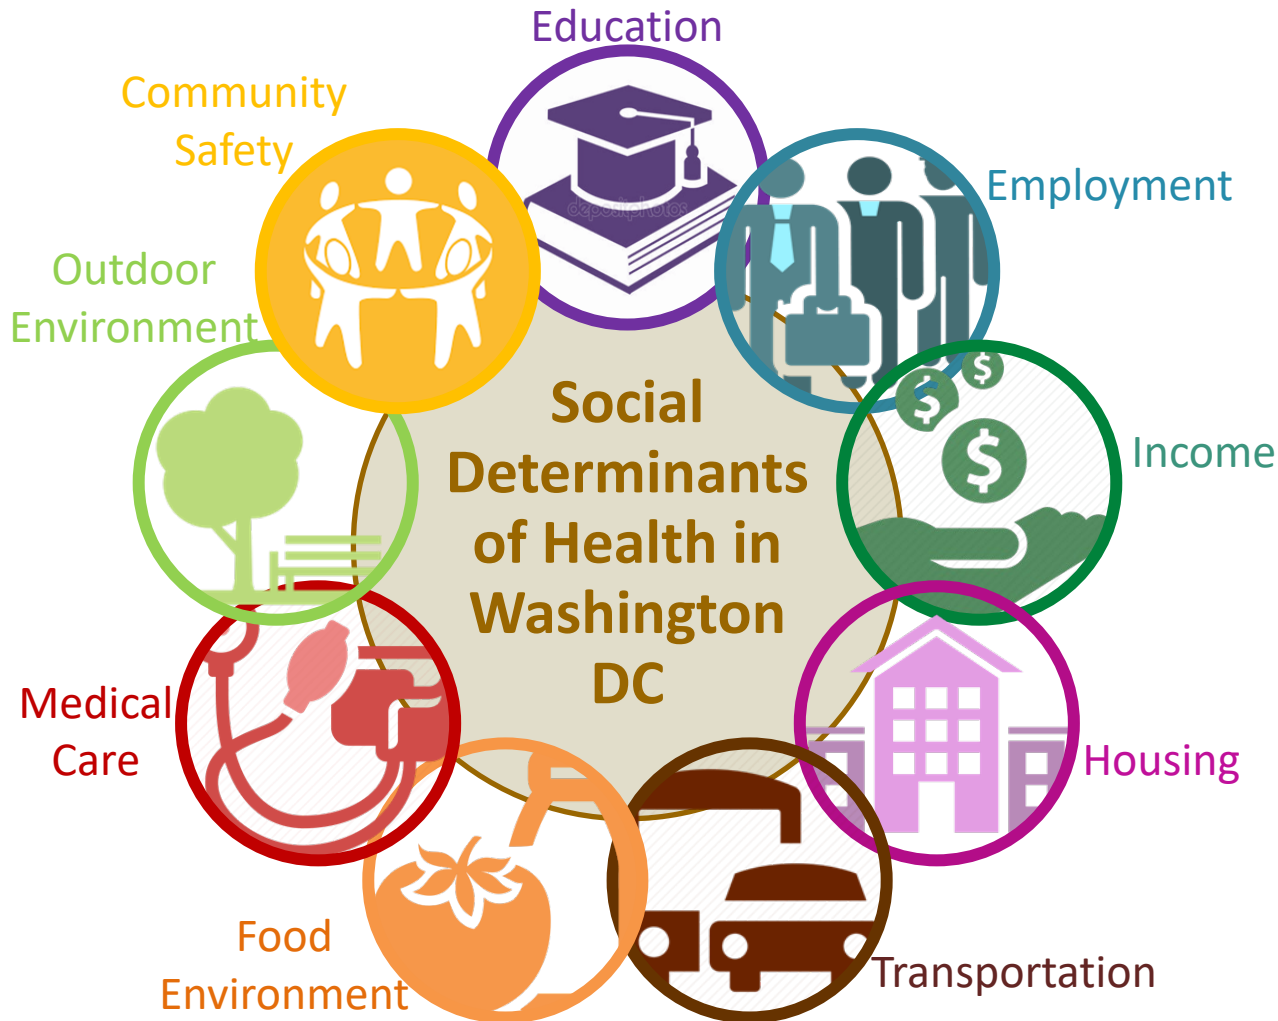 Education
Community
Safety
depositphotos
Employment
Outdoor
Environment
$
$
$
Social
Determinants
of Health in
Washington
DC
Income
Medical
Care
Housing
Food
Environment
Transportation